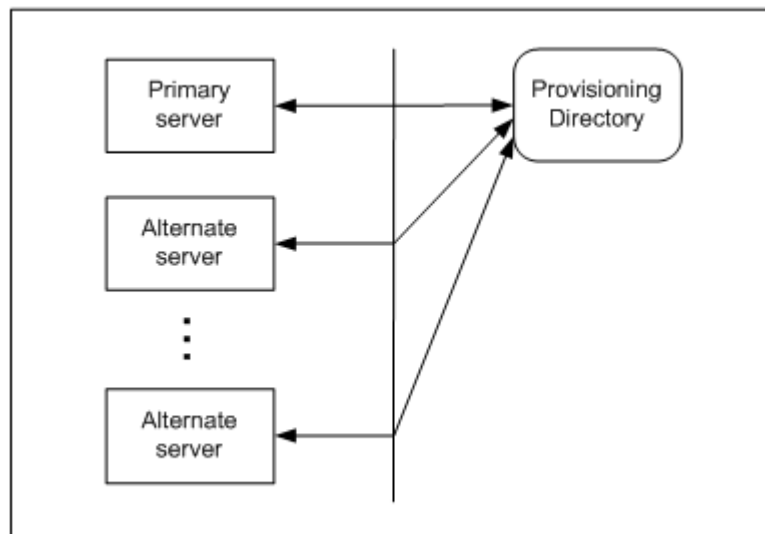 Primary
server
Provisioning
Directory
Alternate
server
Alternate
server